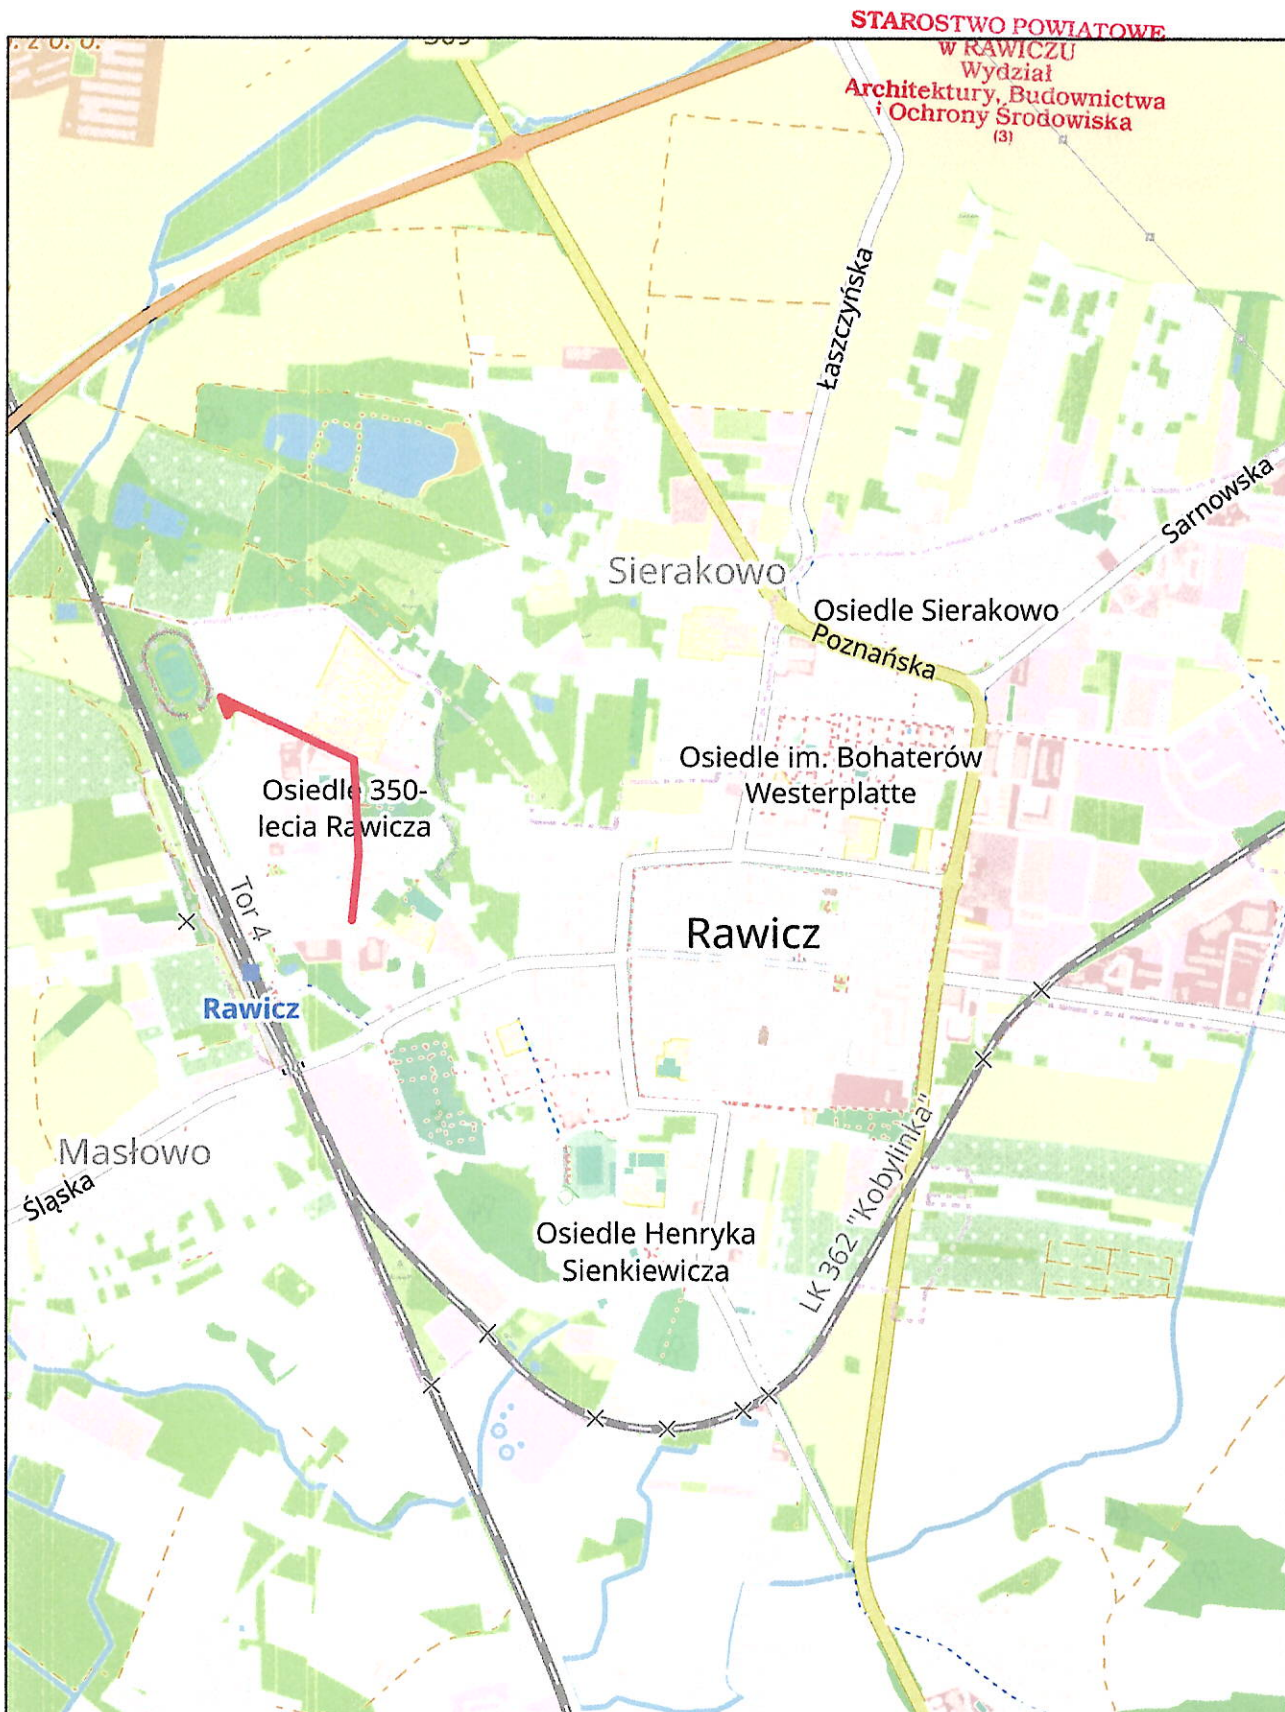 STAROSTWO POWIATOWE
w RAWICZU
Wydział
Architektury, Budownictwa
i Ochrony Środowiska
(3)
Łaszczyńska
Sarnowska
Sierakowo
Osiedle Sierakowo
Poznańska
Osiedle im. Bohaterów
Westerplatte
Osiedle 350-
lecia Rawicza
Tor 4
Rawicz
Rawicz
Masłowo
Śląska
LK 362 "Kobylinka"
Osiedle Henryka
Sienkiewicza